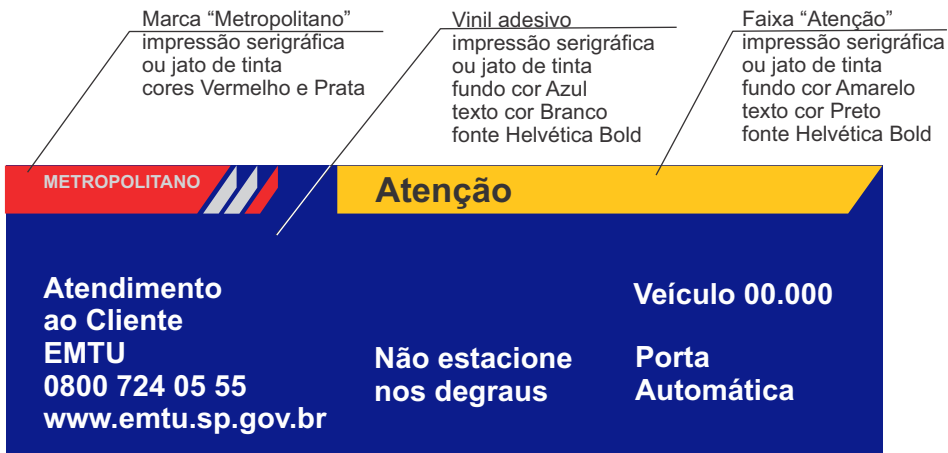 Marca “Metropolitano”
impressão serigráfica
ou jato de tinta
cores Vermelho e Prata
Vinil adesivo
impressão serigráfica
ou jato de tinta
fundo cor Azul
texto cor Branco
fonte Helvética Bold
Faixa “Atenção”
impressão serigráfica
ou jato de tinta
fundo cor Amarelo
texto cor Preto
fonte Helvética Bold
METROPOLITANO
Atenção
Atendimento
ao Cliente
EMTU
0800 724 05 55
www.emtu.sp.gov.br
Não estacione
nos degraus
Veículo 00.000
Porta
Automática